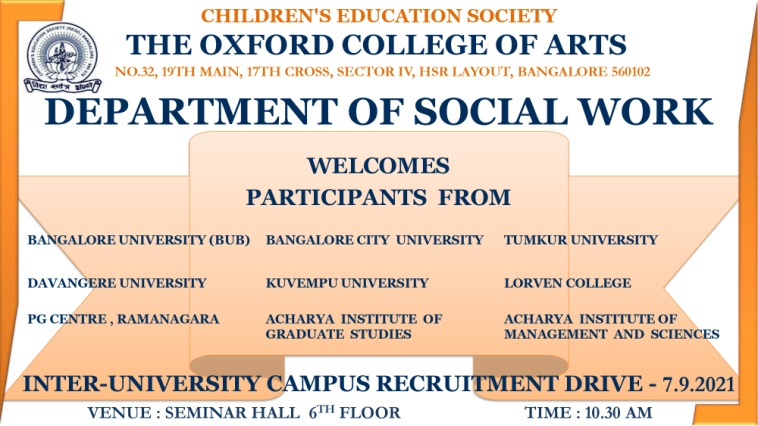 CHILDREN'S EDUCATION SOCIETY
THE OXFORD COLLEGE OF ARTS
NO.32, 19TH MAIN, 17TH CROSS, SECTOR IV, HSR LAYOUT, BANGALORE 560102
DEPARTMENT OF SOCIAL WORK
WELCOMES
PARTICIPANTS FROM
BANGALORE UNIVERSITY (BUB) BANGALORE CITY UNIVERSITY TUMKUR UNIVERSITY
DAVANGERE UNIVERSITY KUVEMPU UNIVERSITY LORVEN COLLEGE
PG CENTRE , RAMANAGARA ACHARYA INSTITUTE OF ACHARYA INSTITUTE OF
GRADUATE STUDIES MANAGEMENT AND SCIENCES
INTER-UNIVERSITY CAMPUS RECRUITMENT DRIVE - 7.9.2021
VENUE : SEMINAR HALL 6TH FLOOR TIME : 10.30 AM